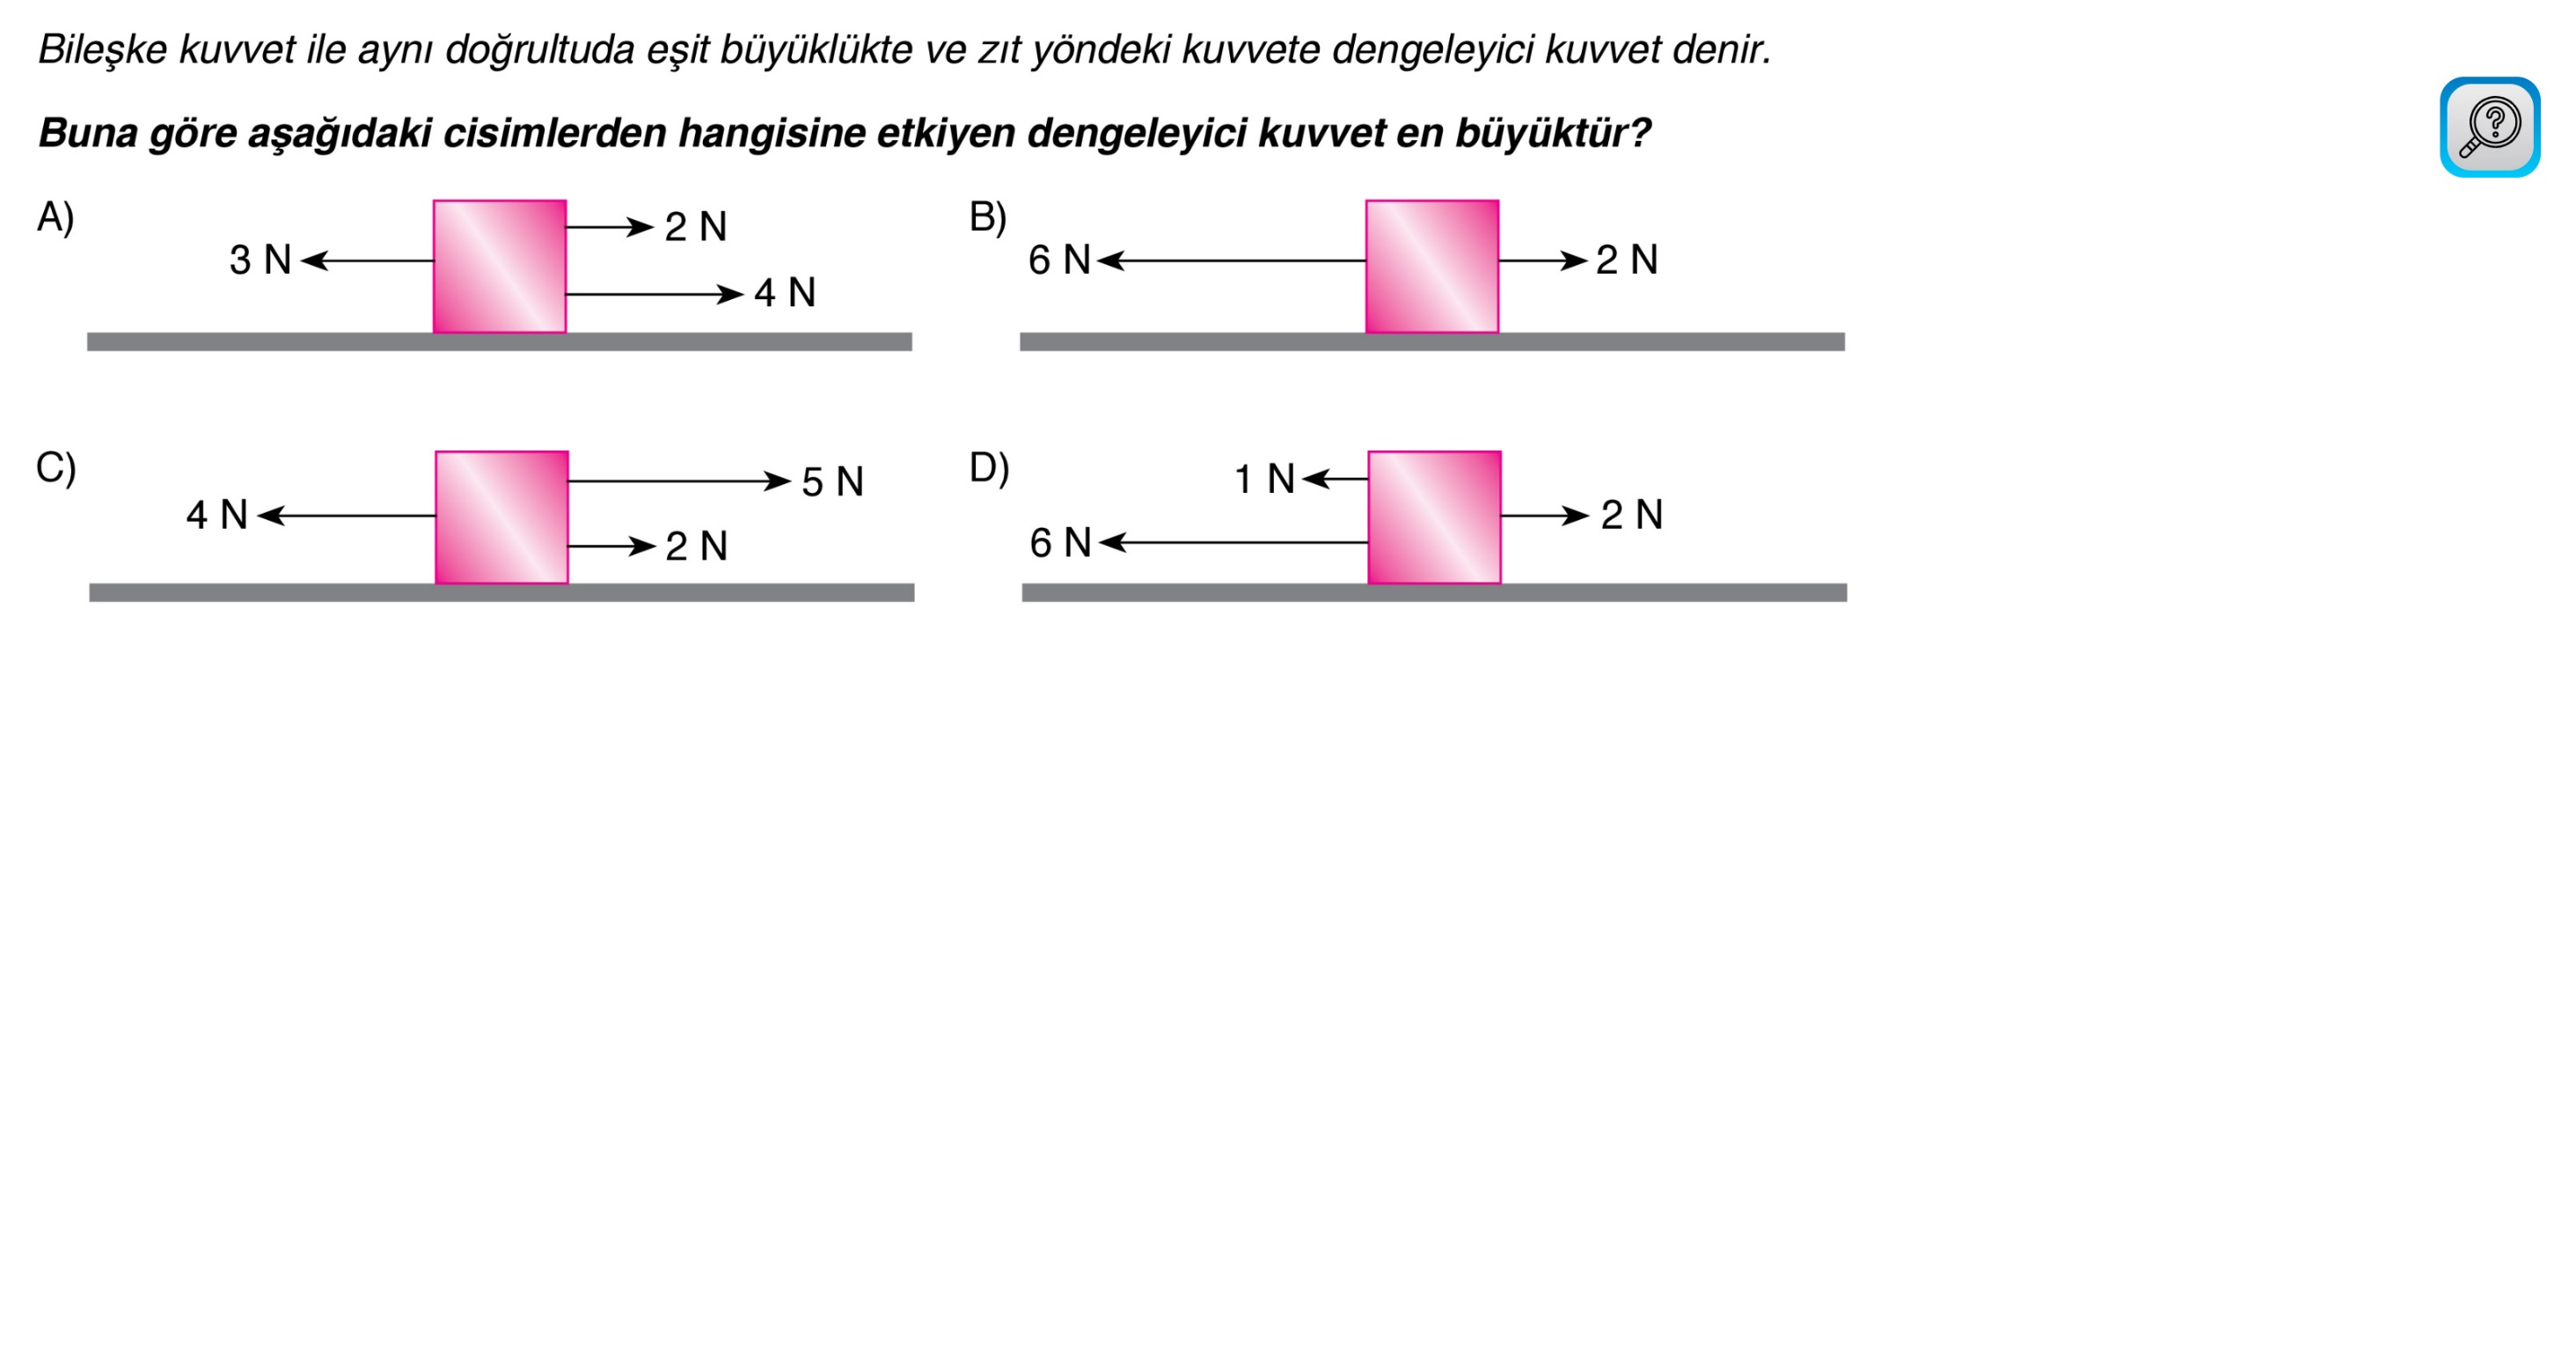 Bileşke kuvvet ile aynı doğrultuda eşit büyüklükte ve zıt yöndeki kuvvete dengeleyici kuvvet denir.
Buna göre aşağıdaki cisimlerden hangisine etkiyen dengeleyici kuvvet en büyüktür?
A)
3 N
2 N
4 N
B)
6 N
2 N
C)
4 N
5 N
2 N
D)
1 N
6 N
2 N
?